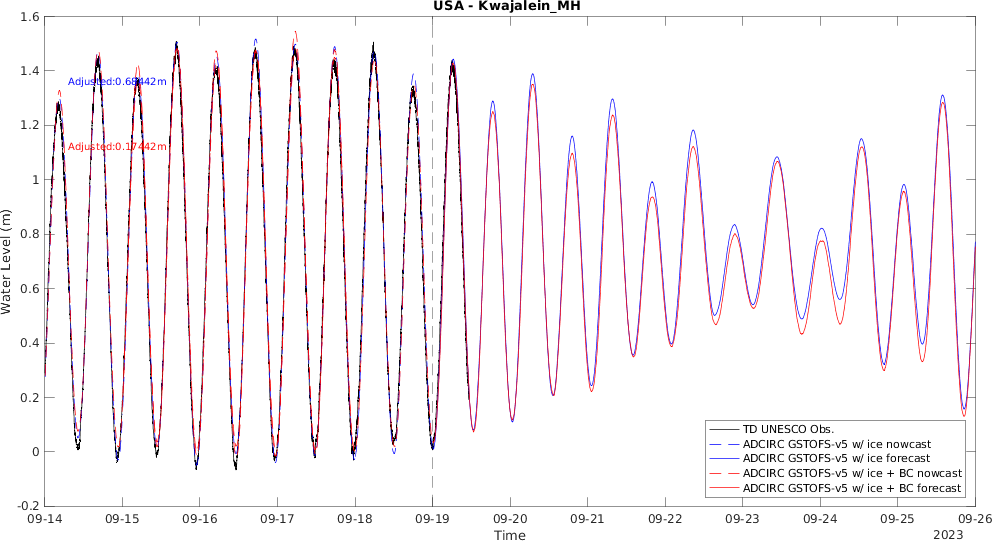 USA - Kwajalein_MH
1.6
1.4
1.2
1
0.8
0.6
0.4
0.2
0
-0.2
Water Level (m)
Adjusted:0.68442m
Adjusted:0.17442m
TD UNESCO Obs.
ADCIRC GSTOFS-v5 w/ ice nowcast
ADCIRC GSTOFS-v5 w/ ice forecast
ADCIRC GSTOFS-v5 w/ ice + BC nowcast
ADCIRC GSTOFS-v5 w/ ice + BC forecast
09-14 09-15 09-16 09-17 09-18 09-19 09-20 09-21 09-22 09-23 09-24 09-25 09-26
Time
2023